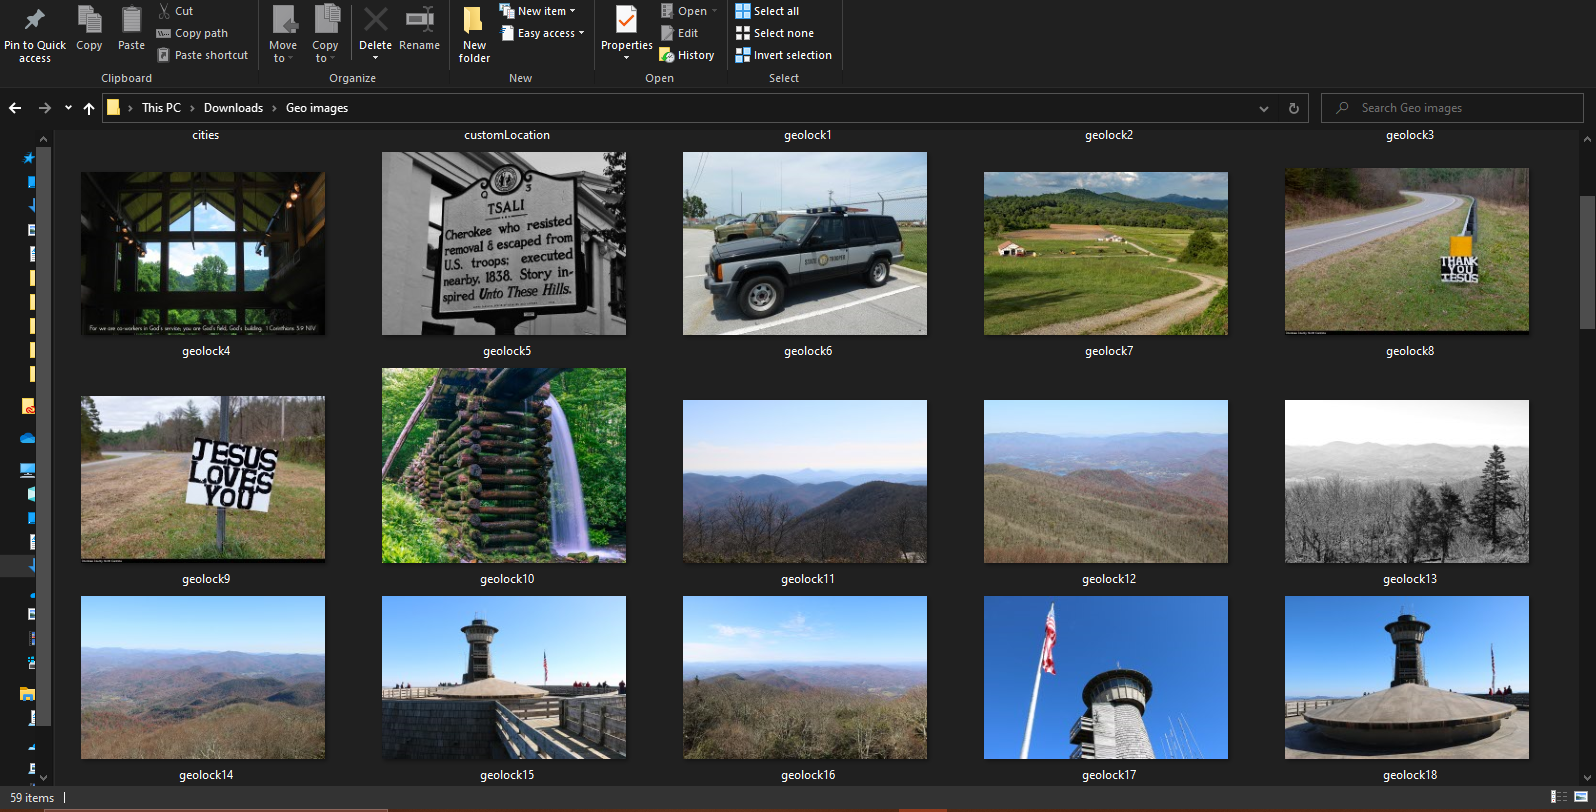 Pin to Quick
access
Copy
Paste
Cut
Copy path
Paste shortcut
Clipboard
Move
to
Copy
to
Delete
Rename
Organize
New
folder
New item
Easy access
New
Properties
Open
Edit
History
Open
Select all
Select none
Invert selection
Select
This PC > Downloads > Geo images
Search Geo images
cities
customLocation
geolock1
geolock2
geolock3
For we are co-workers in God's service; you are God's field, God's building. 1 Corinthians 3:9 NIV
Q 3
TSALI
Cherokee who resisted
removal & escaped from
U.S. troops; executed
nearby, 1838. Story in-
spired Unto These Hills.
STATE TROOPER
THANK
YOU
JESUS
geolock4
geolock5
geolock6
geolock7
geolock8
JESUS
LOVES
YOU
geolock9
geolock10
geolock11
geolock12
geolock13
geolock14
geolock15
geolock16
geolock17
geolock18
59 items